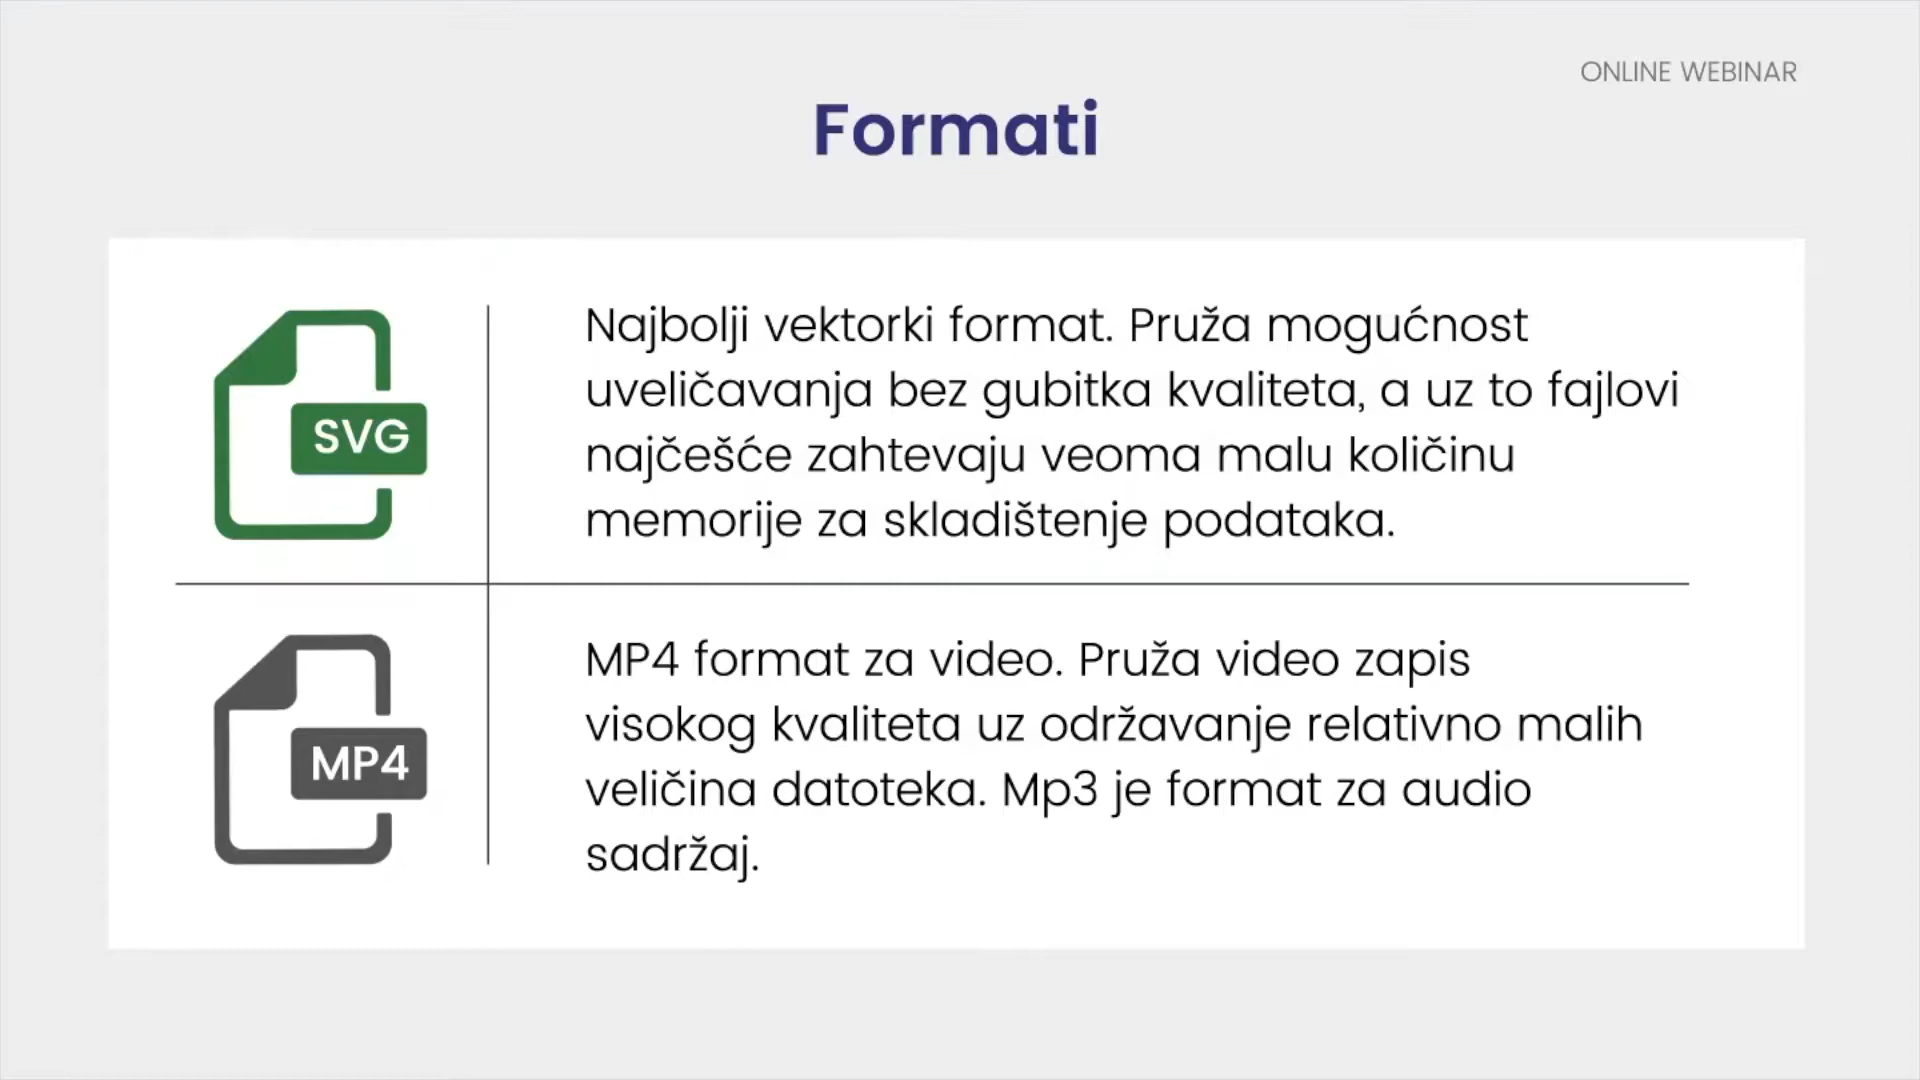 ONLINE WEBINAR
Formati
SVG
Najbolji vektorki format. Pruža mogućnost
uveličavanja bez gubitka kvaliteta, a uz to fajlovi
najčešće zahtevaju veoma malu količinu
memorije za skladištenje podataka.
MP4
MP4 format za video. Pruža video zapis
visokog kvaliteta uz održavanje relativno malih
veličina datoteka. Mp3 je format za audio
sadržaj.